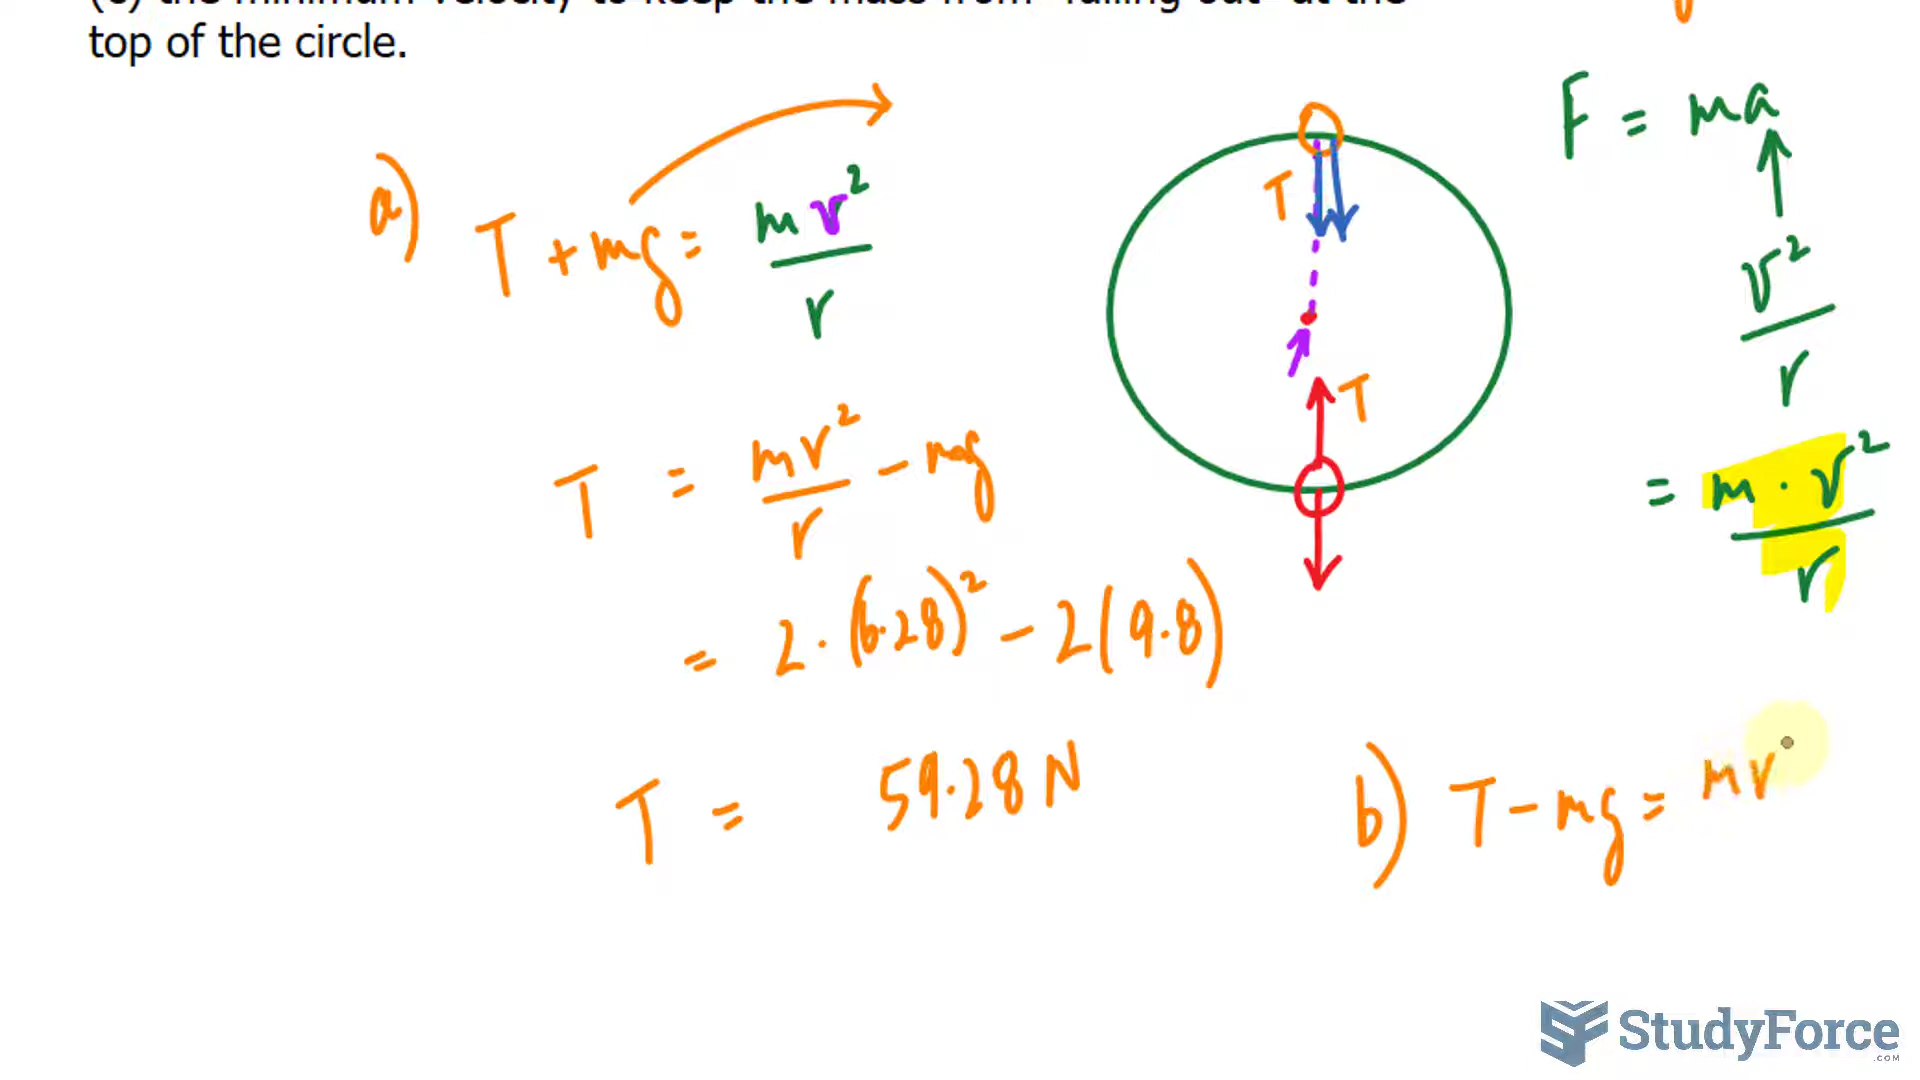 top of the circle.
a) T + mg = mv²/r
T = mv²/r - mg
= 2 · (6.28)² - 2(9.8)
T = 59.28 N
T
T
F = ma
v²/r
= m · v²/r
b) T - mg = mv
StudyForce
.COM